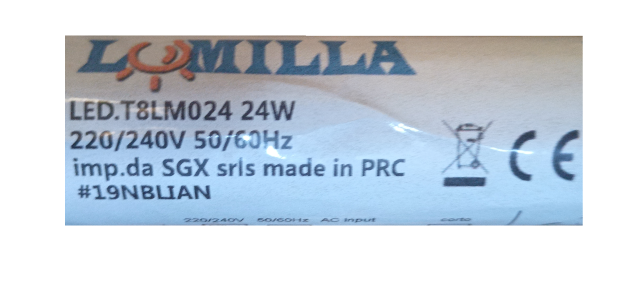 LUMILLA
LED.T8LM024 24W
220/240V 50/60Hz
imp.da SGX srls made in PRC
#19NBLIAN
CE
220/240V 50/60Hz AC Input